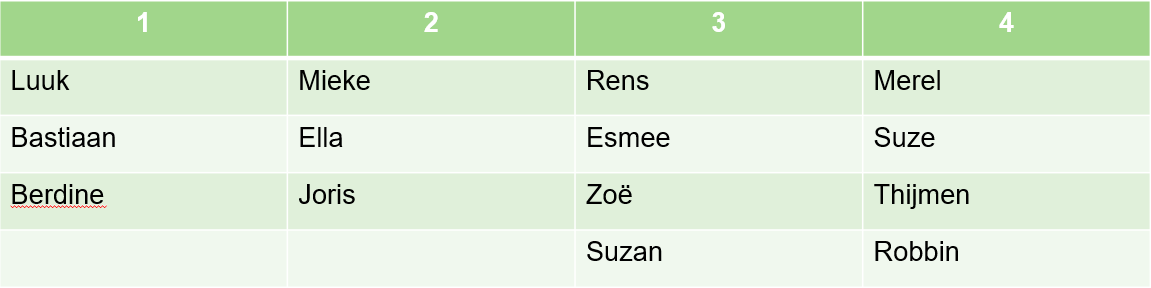 1 2 3 4
Luuk Mieke Rens Merel
Bastiaan Ella Esmee Suze
Berdine Joris Zoë Thijmen
Suzan Robbin